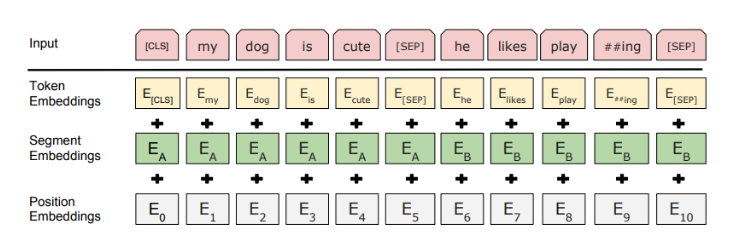 Input [CLS] my dog is cute [SEP] he likes play ##ing [SEP]
Token Embeddings E[CLS] Emy Edog Eis Ecute E[SEP] Ehe Elikes Eplay E##ing E[SEP]
+ + + + + + + + + + +
Segment Embeddings EA EA EA EA EA EA EB EB EB EB EB
+ + + + + + + + + + +
Position Embeddings E0 E1 E2 E3 E4 E5 E6 E7 E8 E9 E10